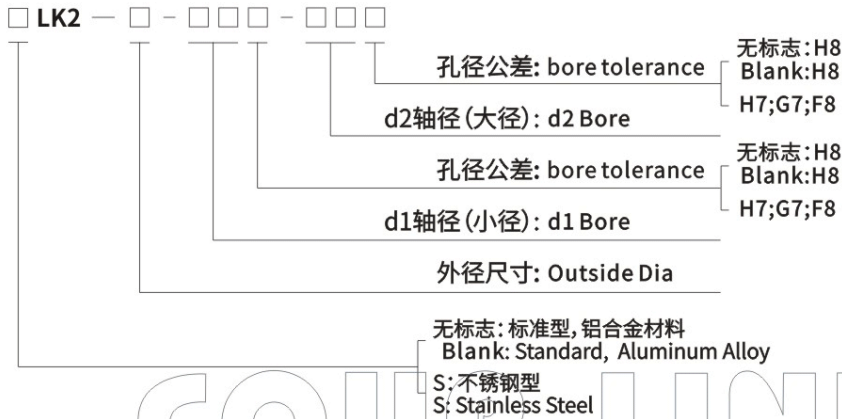 □LK2 — □ - □□□ - □□□
孔径公差: bore tolerance
无标志:H8
Blank:H8
H7;G7;F8
d2轴径(大径): d2 Bore
孔径公差: bore tolerance
无标志:H8
Blank:H8
H7;G7;F8
d1轴径(小径): d1 Bore
外径尺寸: Outside Dia
无标志: 标准型, 铝合金材料
Blank: Standard, Aluminum Alloy
S: 不锈钢型
S: Stainless Steel